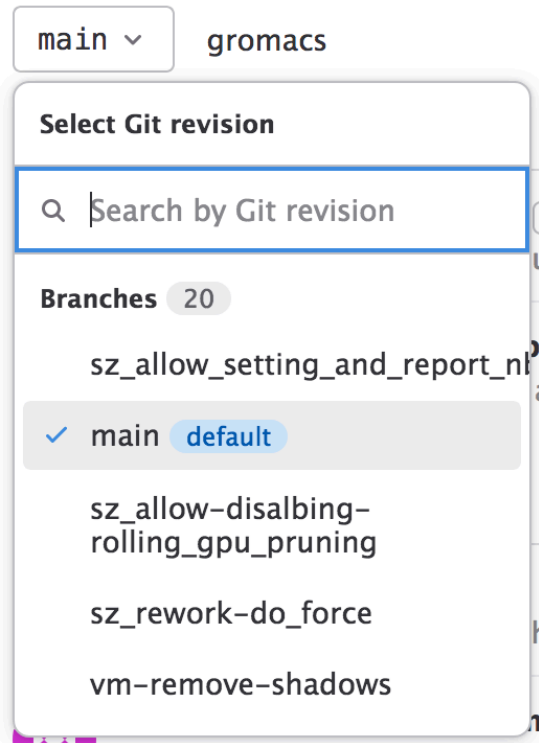 main gromacs
Select Git revision
Search by Git revision
Branches 20
sz_allow_setting_and_report_nb
main default
sz_allow-disalbing-
rolling_gpu_pruning
sz_rework-do_force
vm-remove-shadows